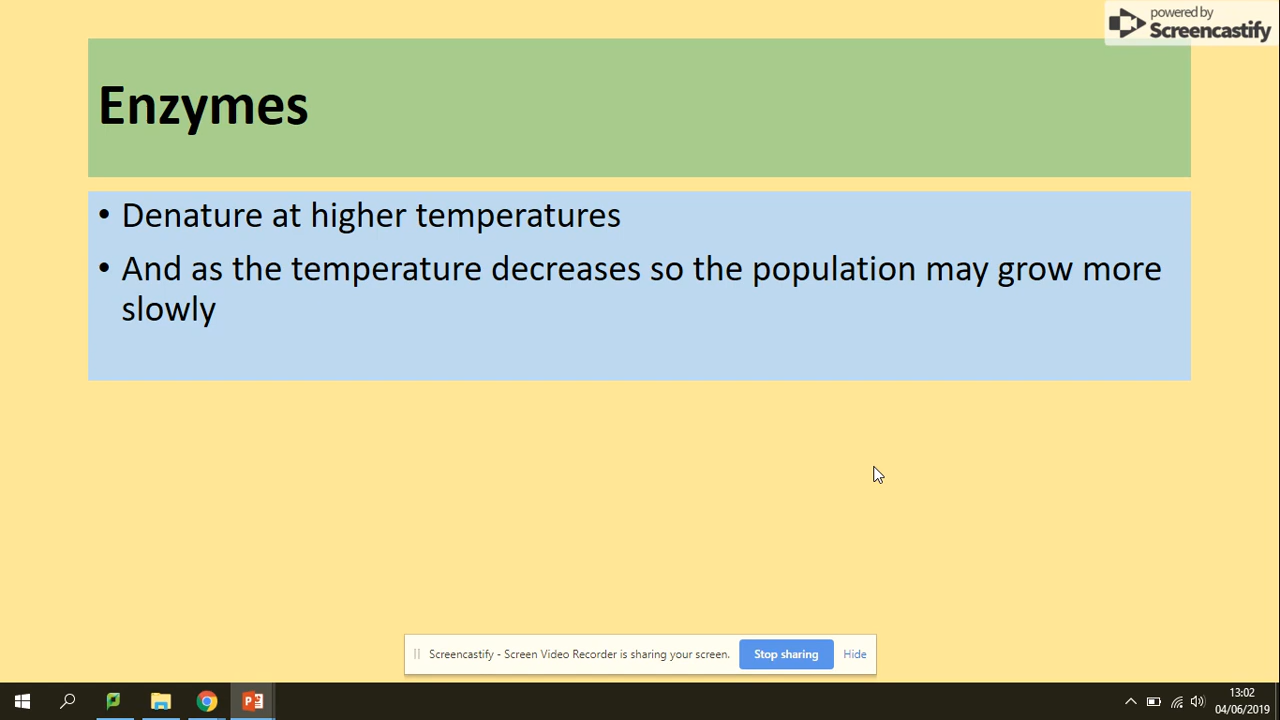 powered by
Screencastify
Enzymes
• Denature at higher temperatures
• And as the temperature decreases so the population may grow more
slowly
Screencastify - Screen Video Recorder is sharing your screen. Stop sharing Hide
13:02
04/06/2019